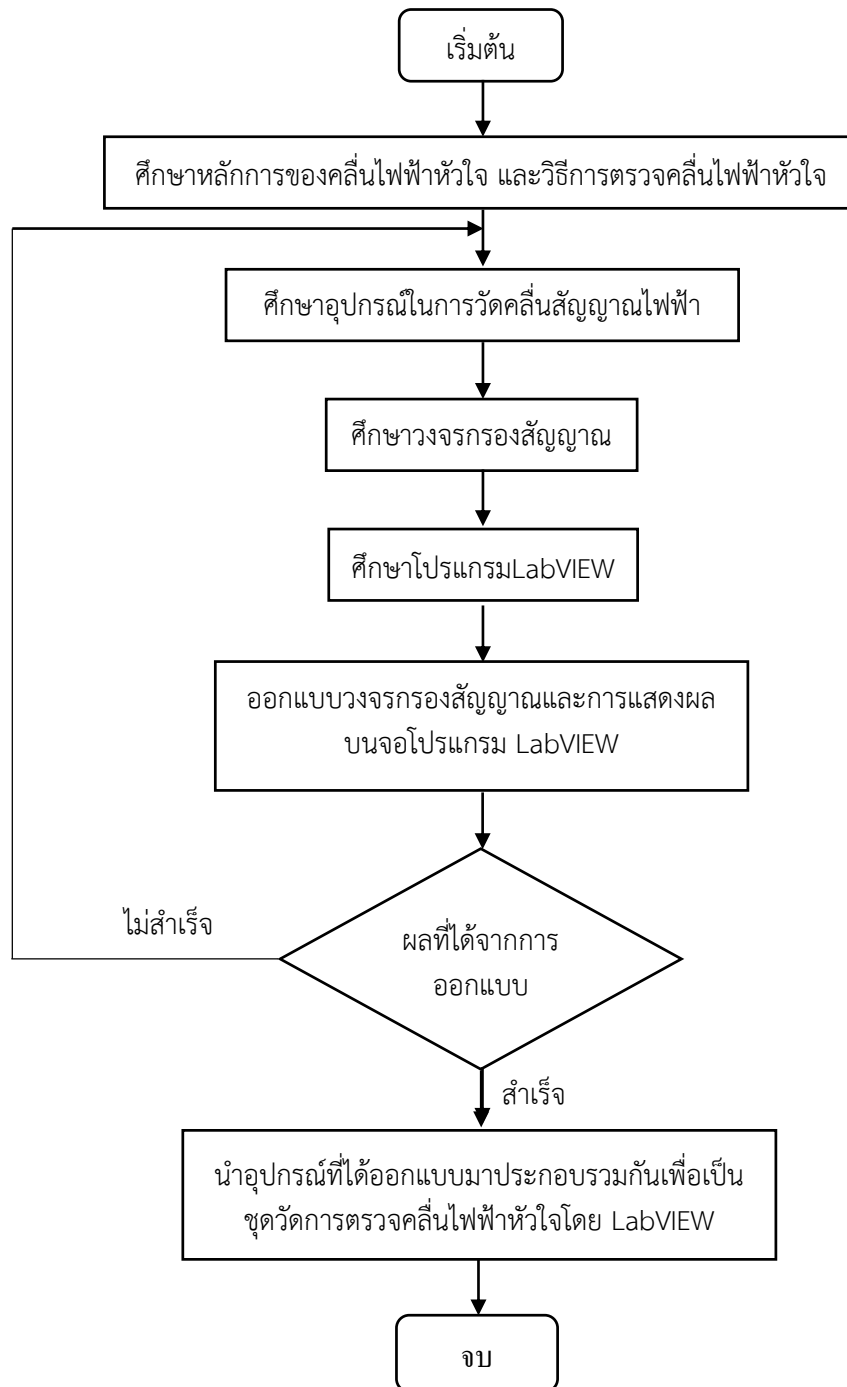 เริ่มต้น
ศึกษาหลักการของคลื่นไฟฟ้าหัวใจ และวิธีการตรวจคลื่นไฟฟ้าหัวใจ
ศึกษาอุปกรณ์ในการวัดคลื่นสัญญาณไฟฟ้า
ศึกษาวงจรกรองสัญญาณ
ศึกษาโปรแกรมLabVIEW
ออกแบบวงจรกรองสัญญาณและการแสดงผล
บนจอโปรแกรม LabVIEW
ไม่สำเร็จ
ผลที่ได้จากการ
ออกแบบ
สำเร็จ
นำอุปกรณ์ที่ได้ออกแบบมาประกอบรวมกันเพื่อเป็น
ชุดวัดการตรวจคลื่นไฟฟ้าหัวใจโดย LabVIEW
จบ